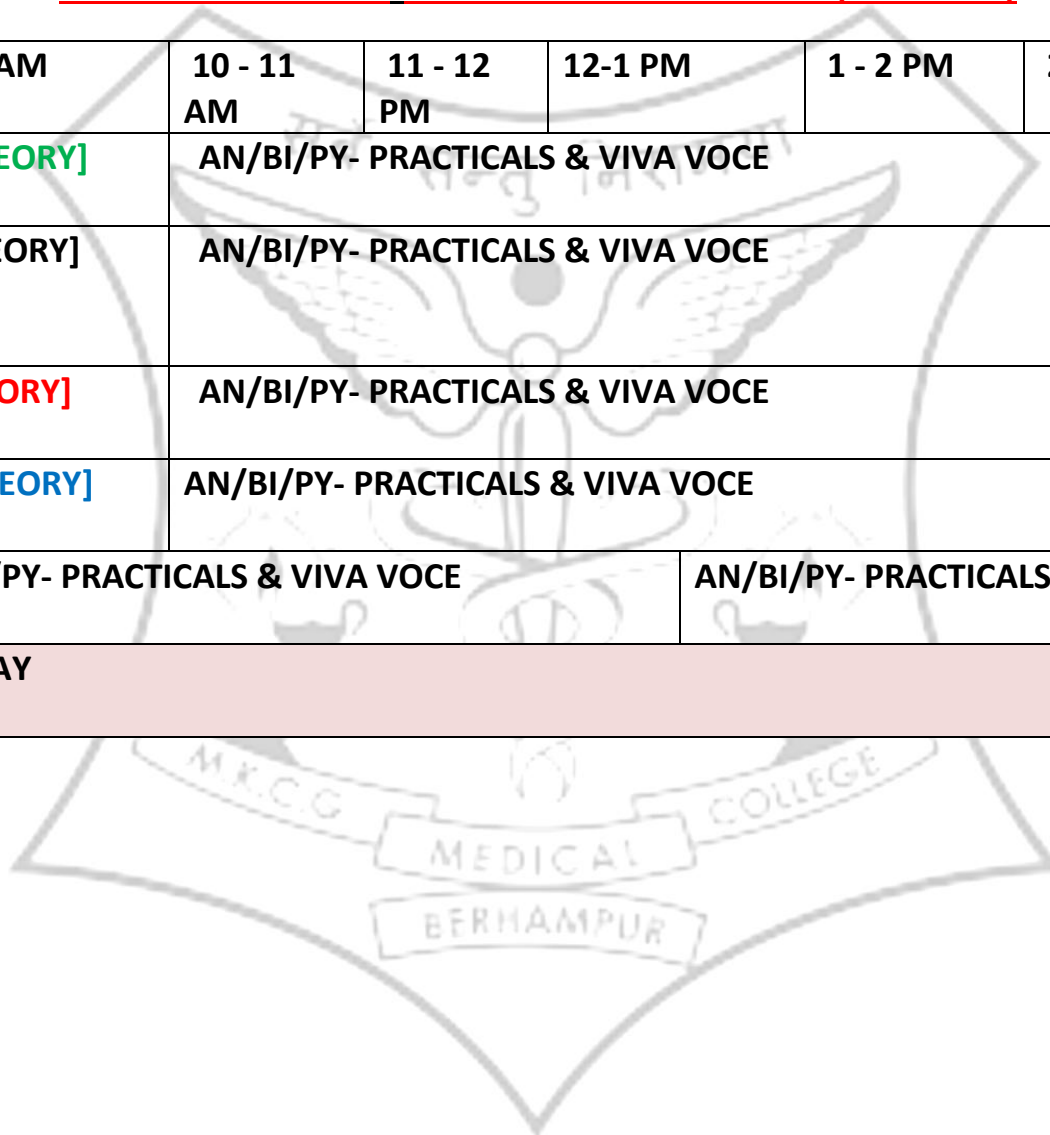 AM 10 - 11 AM 11 - 12 PM 12-1 PM 1 - 2 PM
EORY] AN/BI/PY- PRACTICALS & VIVA VOCE
EORY] AN/BI/PY- PRACTICALS & VIVA VOCE
ORY] AN/BI/PY- PRACTICALS & VIVA VOCE
EORY] AN/BI/PY- PRACTICALS & VIVA VOCE
/PY- PRACTICALS & VIVA VOCE AN/BI/PY- PRACTICALS
AY
M.K.C.G MEDICAL COLLEGE
BERHAMPUR